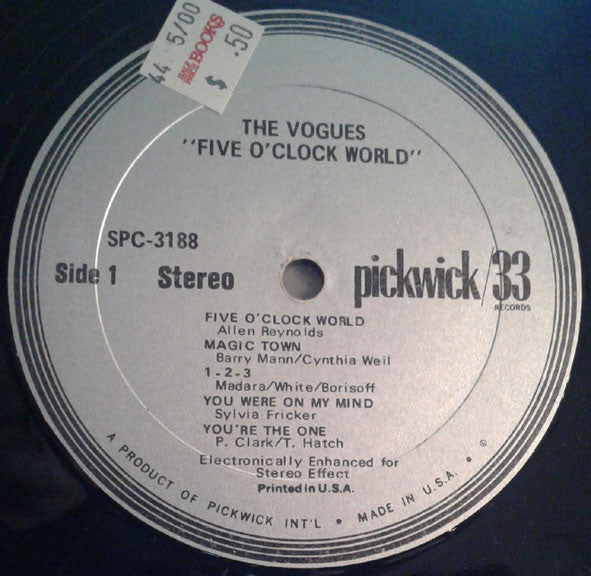 44 5/00
HALF PRICE BOOKS
$ .50
THE VOGUES
"FIVE O'CLOCK WORLD"
SPC-3188
Side 1 Stereo
pickwick/33
RECORDS
FIVE O'CLOCK WORLD
Allen Reynolds
MAGIC TOWN
Barry Mann/Cynthia Weil
1-2-3
Madara/White/Borisoff
YOU WERE ON MY MIND
Sylvia Fricker
YOU'RE THE ONE
P. Clark/T. Hatch
Electronically Enhanced for
Stereo Effect
Printed in U.S.A.
A PRODUCT OF PICKWICK INT'L • MADE IN U.S.A. • ©